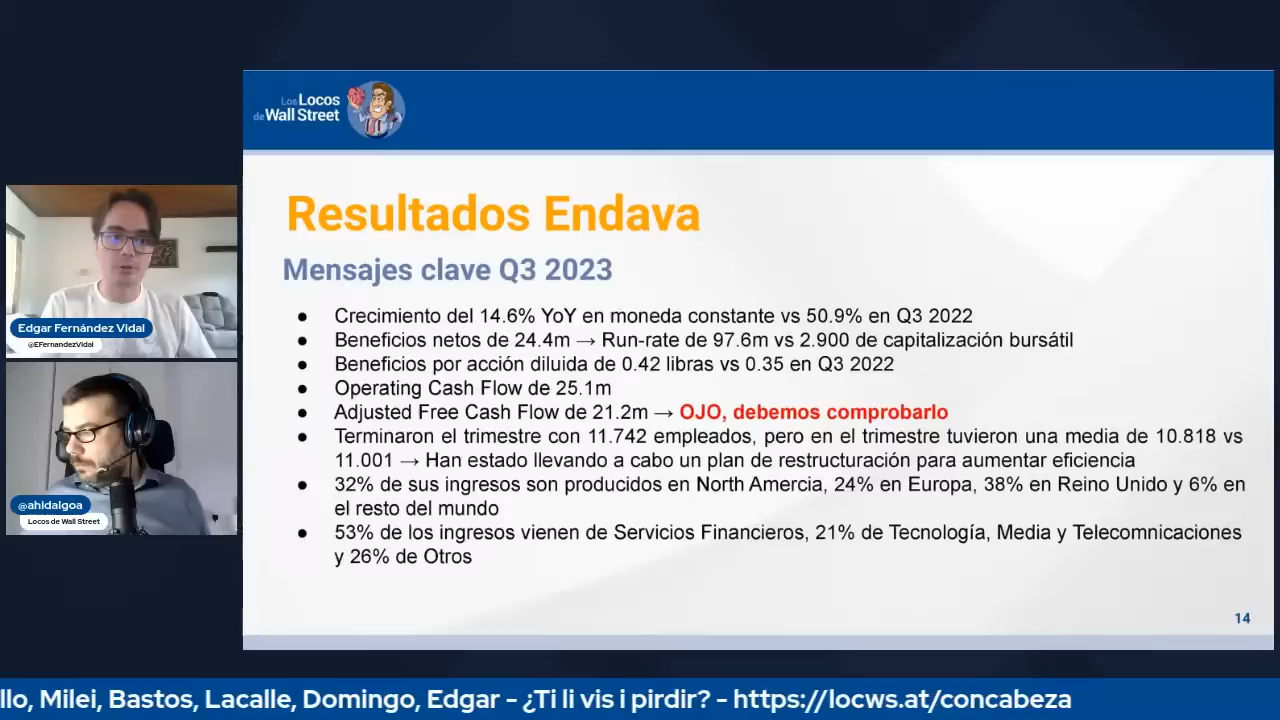 Los Locos
de Wall Street
Resultados Endava
Mensajes clave Q3 2023
● Crecimiento del 14.6% YoY en moneda constante vs 50.9% en Q3 2022
● Beneficios netos de 24.4m → Run-rate de 97.6m vs 2.900 de capitalización bursátil
● Beneficios por acción diluida de 0.42 libras vs 0.35 en Q3 2022
● Operating Cash Flow de 25.1m
● Adjusted Free Cash Flow de 21.2m → OJO, debemos comprobarlo
● Terminaron el trimestre con 11.742 empleados, pero en el trimestre tuvieron una media de 10.818 vs
11.001 → Han estado llevando a cabo un plan de restructuración para aumentar eficiencia
● 32% de sus ingresos son producidos en North Amercia, 24% en Europa, 38% en Reino Unido y 6% en
el resto del mundo
● 53% de los ingresos vienen de Servicios Financieros, 21% de Tecnología, Media y Telecomnicaciones
y 26% de Otros
14
Edgar Fernández Vidal
@EFernandezVidal
@ahidalgoa
Locos de Wall Street
llo, Milei, Bastos, Lacalle, Domingo, Edgar - ¿Ti li vis i pirdir? - https://locws.at/concabeza